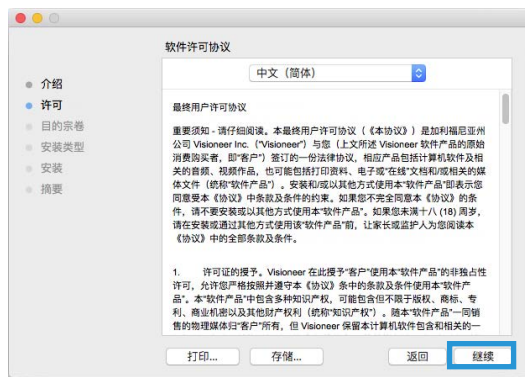 软件许可协议
中文（简体）
介绍
许可
目的宗卷
安装类型
安装
摘要
最终用户许可协议
重要须知 - 请仔细阅读。本最终用户许可协议（《本协议》）是加利福尼亚州
公司 Visioneer Inc.（"Visioneer"）与您（上文所述 Visioneer 软件产品的原始
消费购买者，即"客户"）签订的一份法律协议，相应产品包括计算机软件及相
关的音频、视频作品，也可能包括打印资料、电子或"在线"文档和/或相关的媒
体文件（统称"软件产品"）。安装和/或以其他方式使用本"软件产品"即表示您
同意受本《协议》中条款及条件的约束。如果您不完全同意本《协议》的条
件，请不要安装或以其他方式使用本"软件产品"。如果您未满十八 (18) 周岁，
请在安装或通过其他方式使用该"软件产品"前，让家长或监护人为您阅读本
《协议》中的全部条款及条件。
1. 许可证的授予。Visioneer 在此授予"客户"使用本"软件产品"的非独占性
许可，允许您严格按照并遵守本《协议》条中的条款及条件使用本"软件产
品"。本"软件产品"中包含多种知识产权，可能包含但不限于版权、商标、专
利、商业机密以及其他财产权利（统称"知识产权"）。随本"软件产品"一同销
售的物理媒体归"客户"所有，但 Visioneer 保留本计算机软件包含和相关的一
打印...
存储...
返回
继续